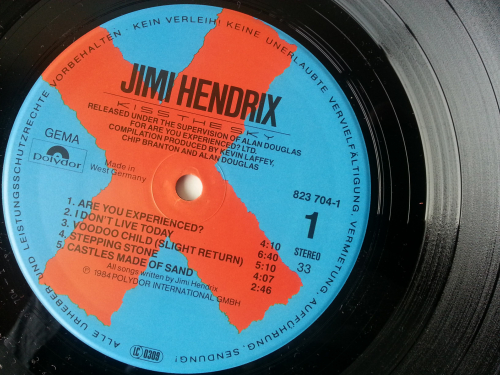 ALLE URHEBER- UND LEISTUNGSSCHUTZRECHTE VORBEHALTEN · KEIN VERLEIH! KEINE UNERLAUBTE VERVIELFÄLTIGUNG, VERMIETUNG, AUFFÜHRUNG, SENDUNG!
JIMI HENDRIX
KISS THE SKY
RELEASED UNDER THE SUPERVISION OF ALAN DOUGLAS
FOR ARE YOU EXPERIENCED? LTD.
COMPILATION PRODUCED BY KEVIN LAFFEY,
CHIP BRANTON AND ALAN DOUGLAS
GEMA
polydor
Made in
West Germany
823 704-1
1
STEREO
33
1. ARE YOU EXPERIENCED? 4:10
2. I DON'T LIVE TODAY 6:40
3. VOODOO CHILD (SLIGHT RETURN) 5:10
4. STEPPING STONE 4:07
5. CASTLES MADE OF SAND 2:46
All songs written by Jimi Hendrix
℗ 1984 POLYDOR INTERNATIONAL GMBH
LC 0309